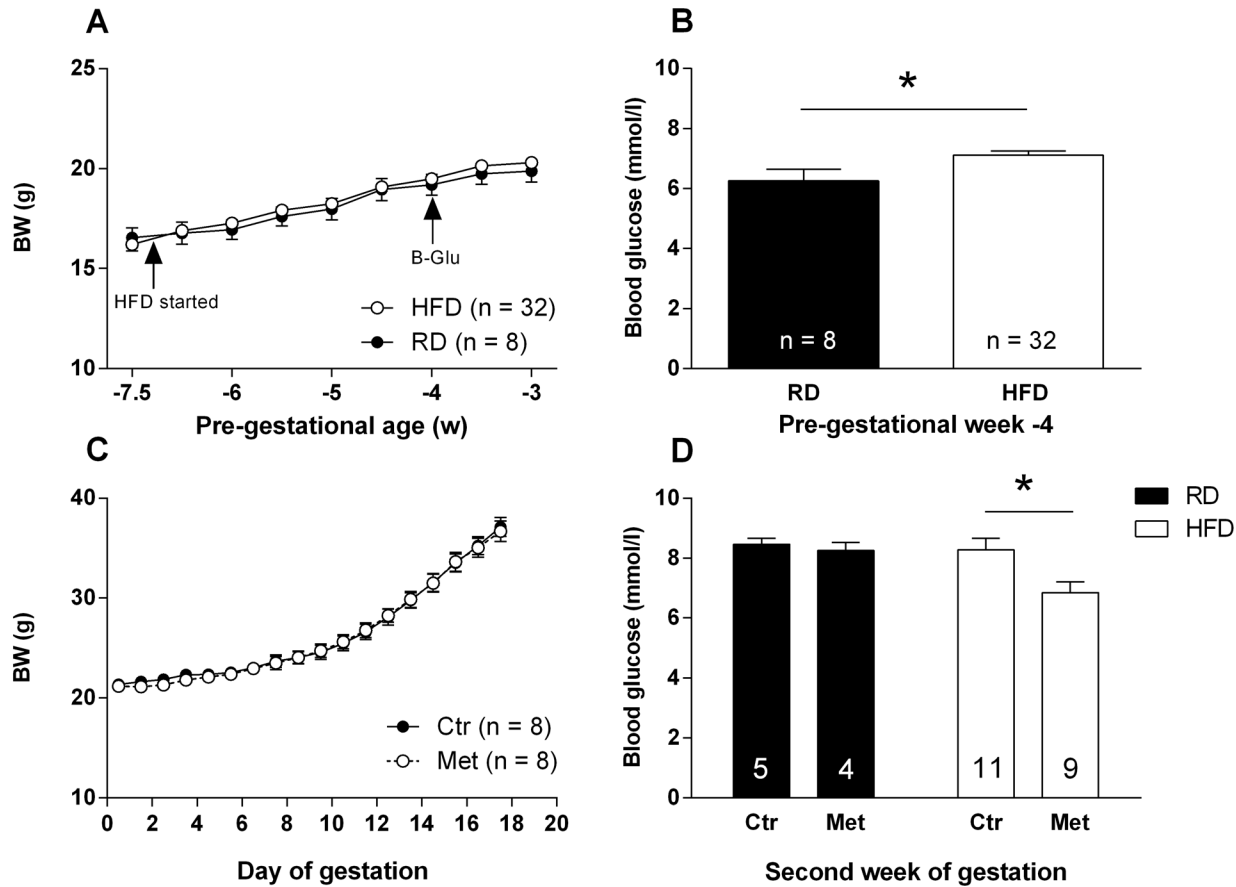 A
25
20
15
10
BW (g)
HFD started
B-Glu
HFD (n = 32)
RD (n = 8)
-7.5 -6 -5 -4 -3
Pre-gestational age (w)
B
10
8
6
4
2
0
Blood glucose (mmol/l)
*
n = 8 n = 32
RD HFD
Pre-gestational week -4
C
40
30
20
10
BW (g)
Ctr (n = 8)
Met (n = 8)
0 2 4 6 8 10 12 14 16 18 20
Day of gestation
D
10
8
6
4
2
0
Blood glucose (mmol/l)
*
RD
HFD
5 4 11 9
Ctr Met Ctr Met
Second week of gestation